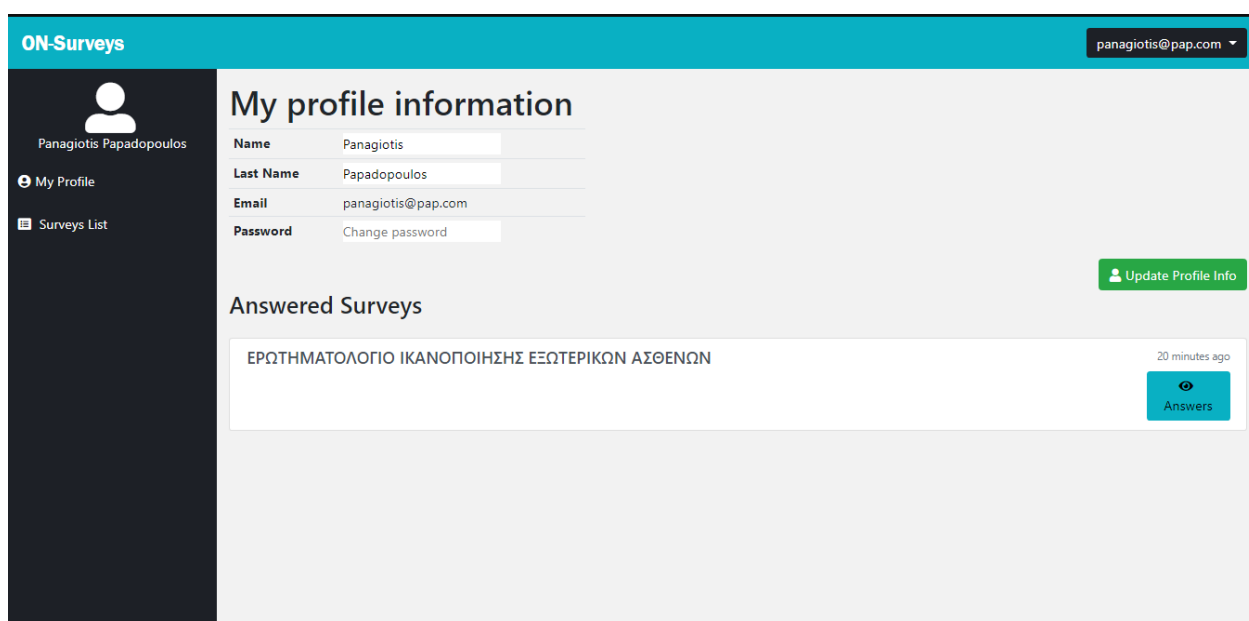 ON-Surveys
panagiotis@pap.com
Panagiotis Papadopoulos
My Profile
Surveys List
My profile information
Name Panagiotis
Last Name Papadopoulos
Email panagiotis@pap.com
Password Change password
Update Profile Info
Answered Surveys
ΕΡΩΤΗΜΑΤΟΛΟΓΙΟ ΙΚΑΝΟΠΟΙΗΣΗΣ ΕΞΩΤΕΡΙΚΩΝ ΑΣΘΕΝΩΝ
20 minutes ago
Answers